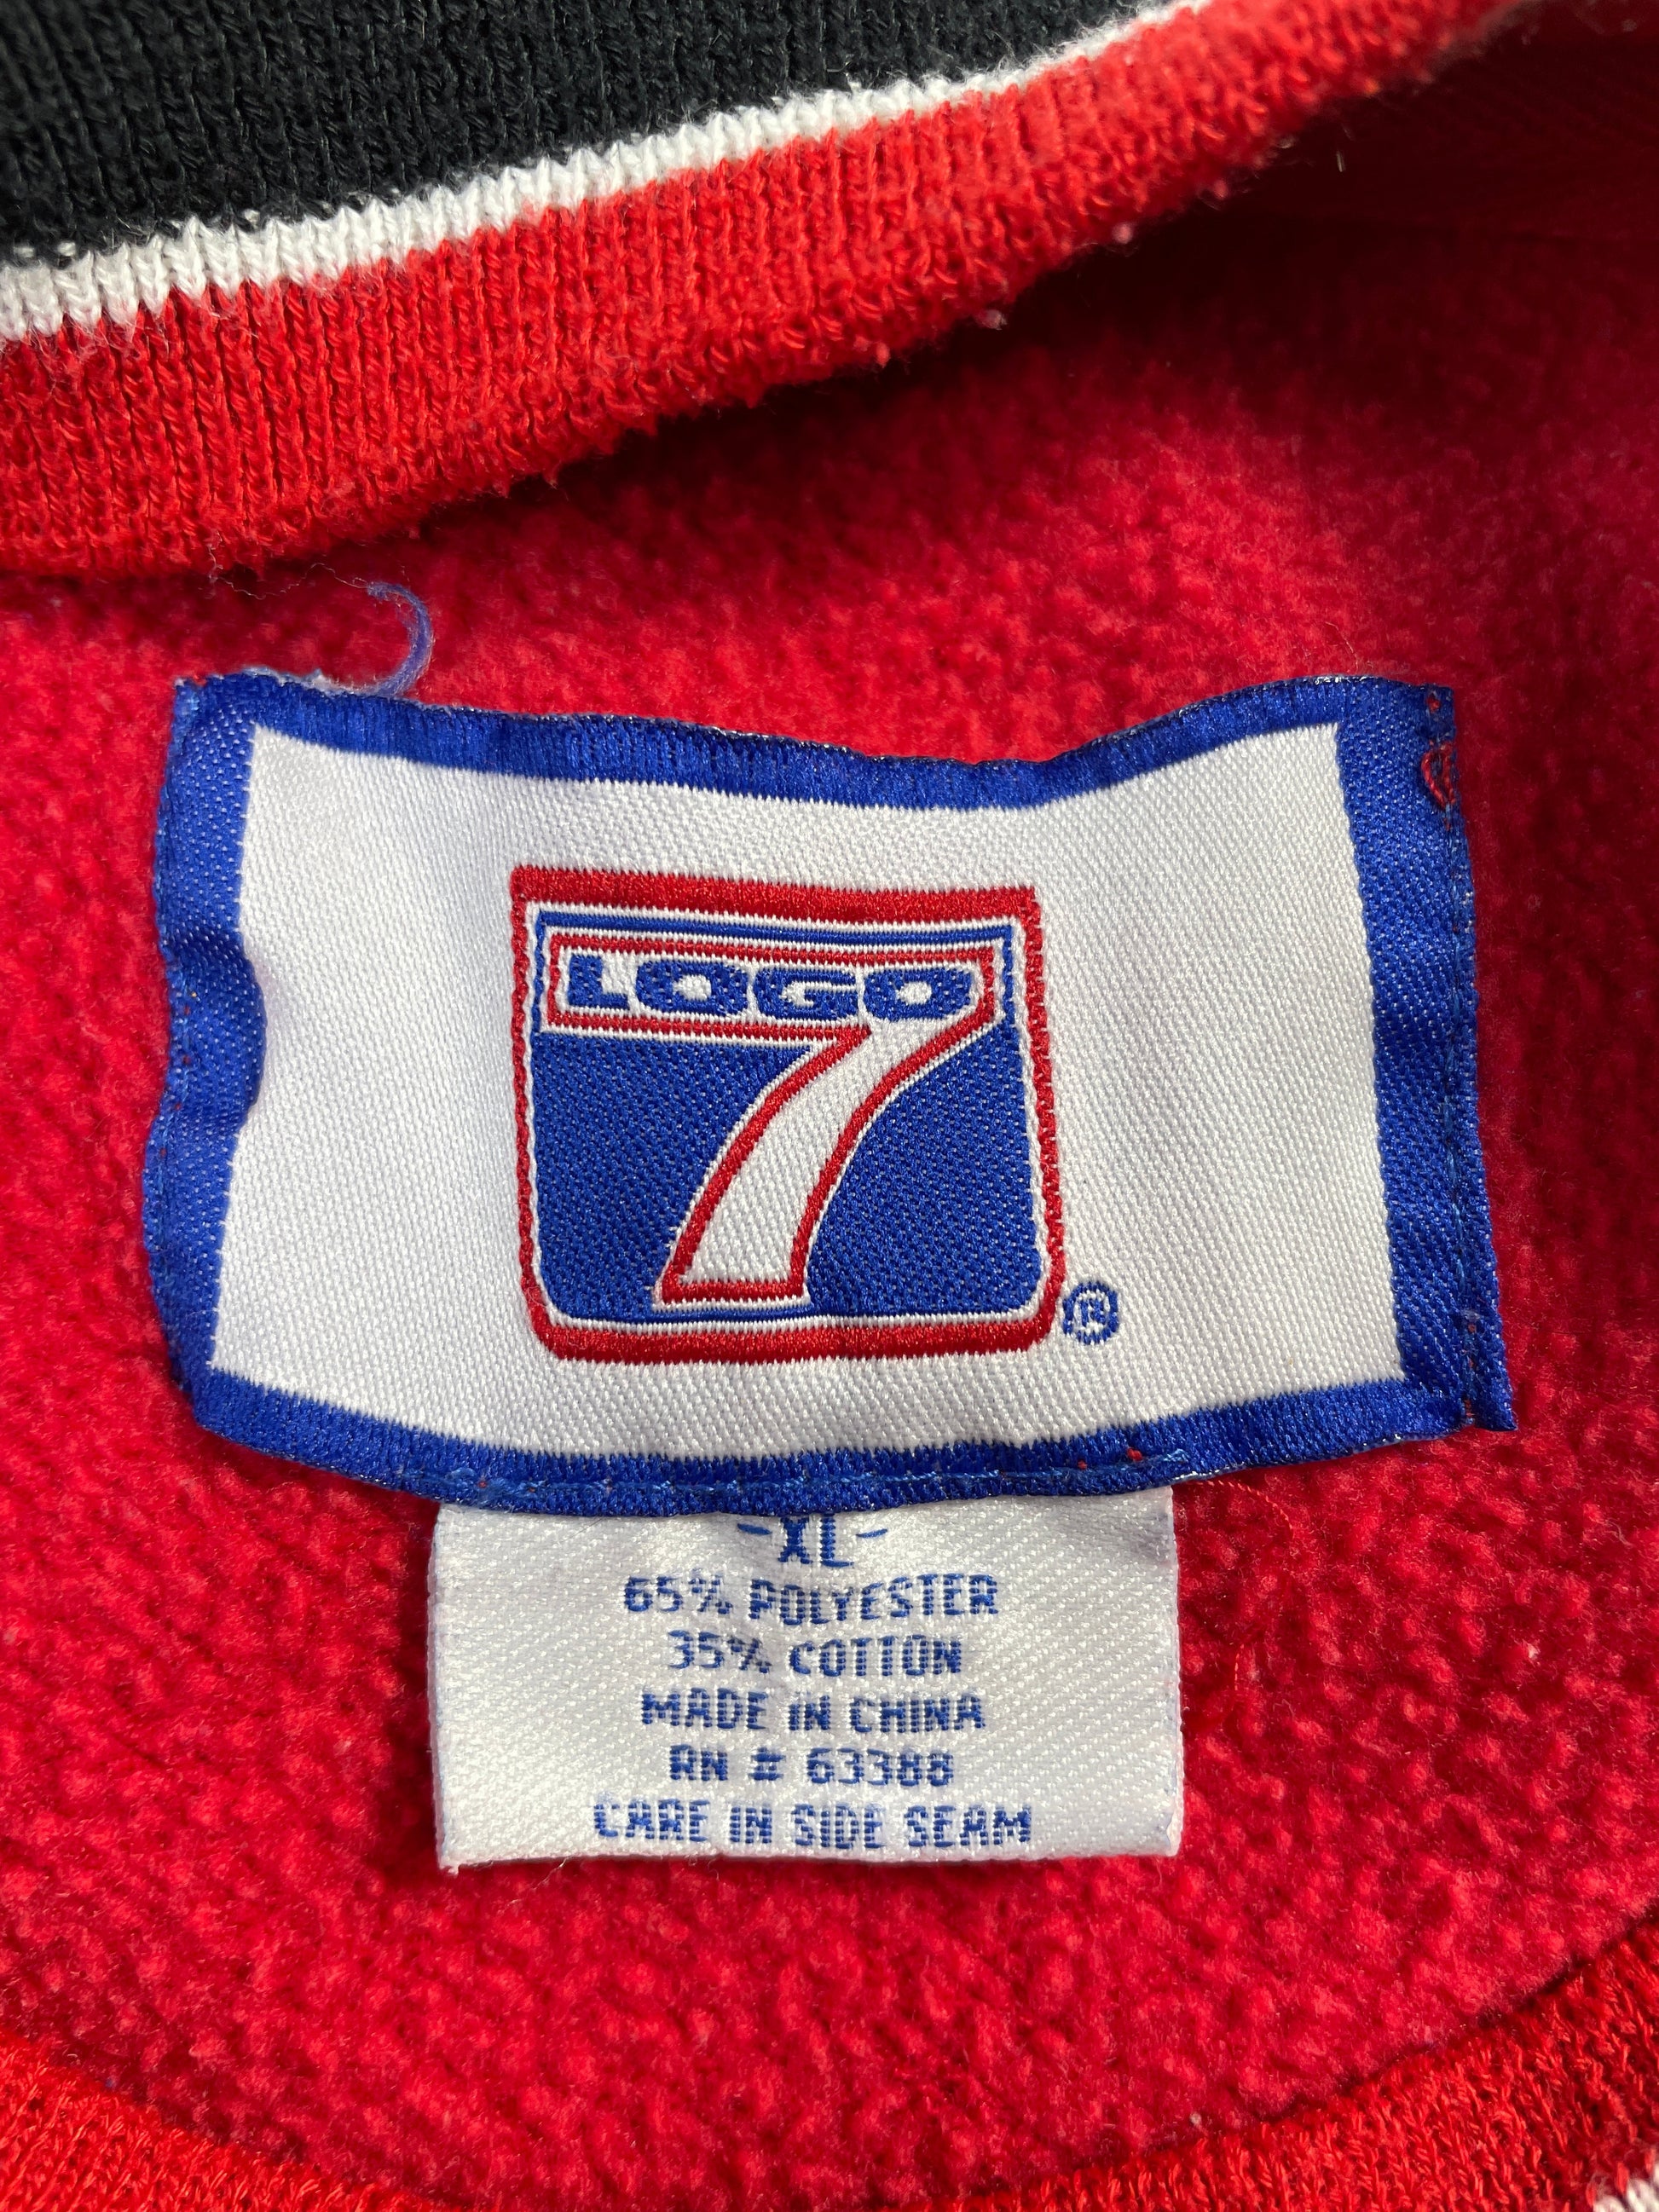 LOGO
7
®
-XL-
65% POLYESTER
35% COTTON
MADE IN CHINA
RN # 63388
CARE IN SIDE SEAM